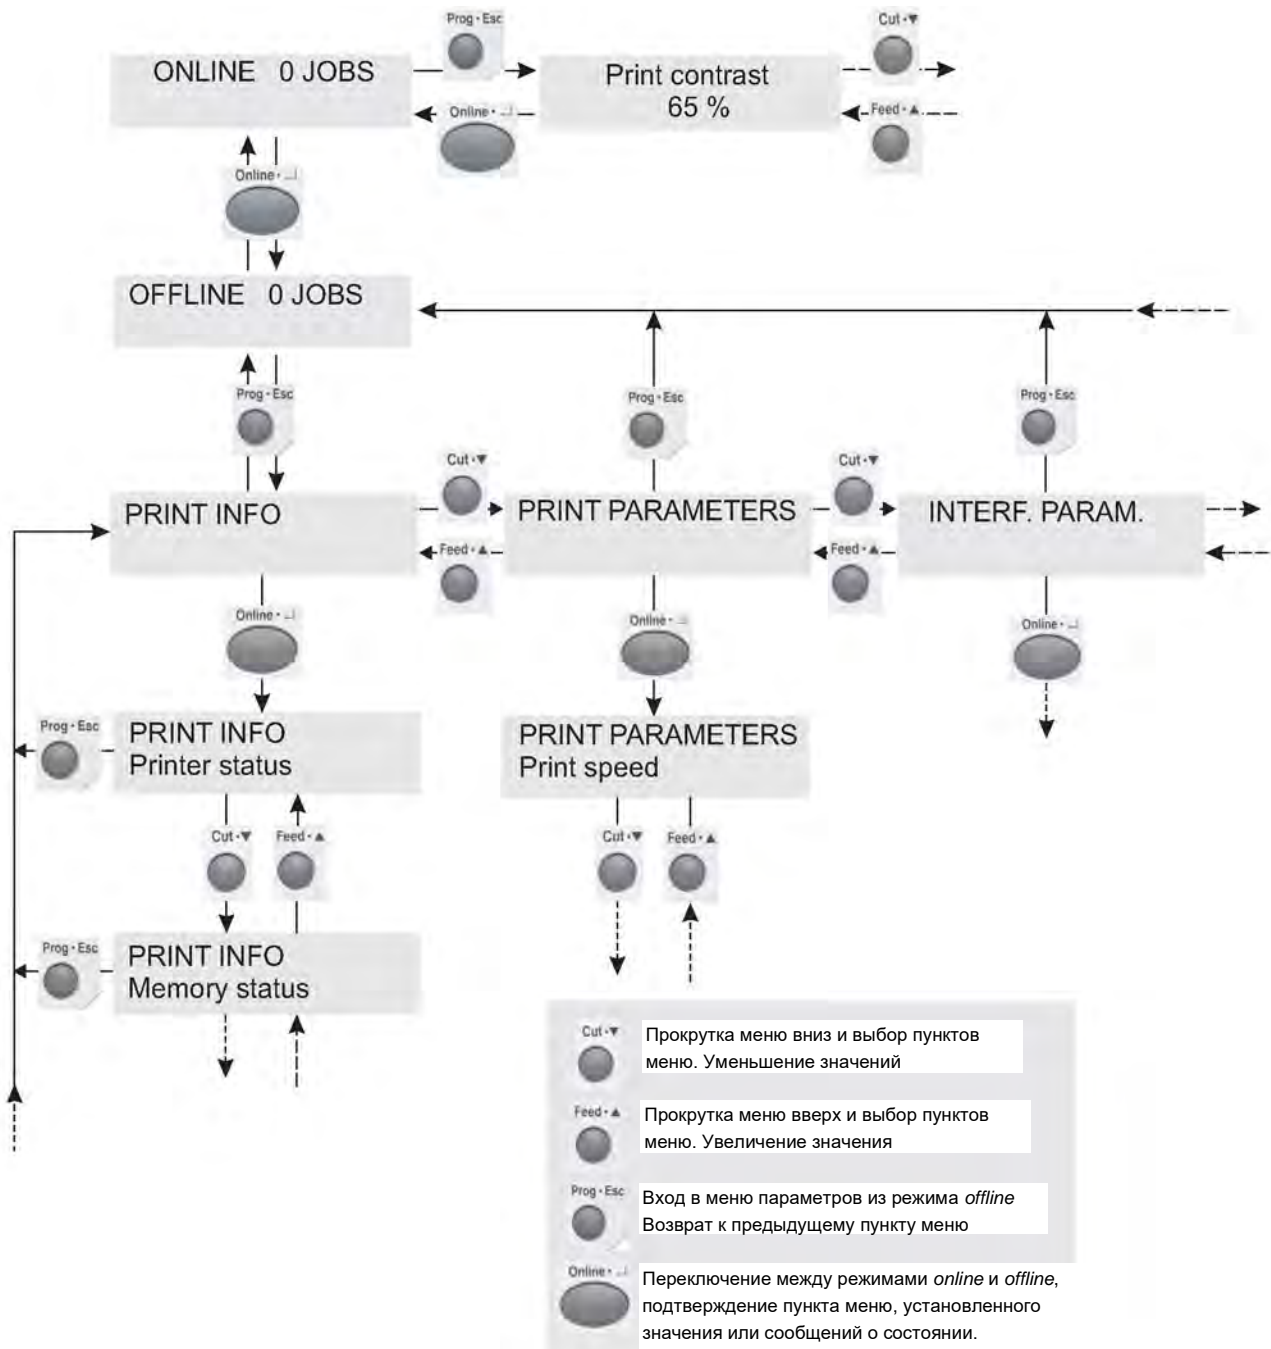 Prog • Esc
Cut • ▼
ONLINE 0 JOBS
Print contrast
65 %
Online • ⏎
Feed • ▲
Online • ⏎
OFFLINE 0 JOBS
Prog • Esc
Prog • Esc
Prog • Esc
Cut • ▼
Cut • ▼
PRINT INFO
PRINT PARAMETERS
INTERF. PARAM.
Feed • ▲
Feed • ▲
Online • ⏎
Online • ⏎
Online • ⏎
Prog • Esc
PRINT INFO
Printer status
PRINT PARAMETERS
Print speed
Cut • ▼
Feed • ▲
Cut • ▼
Feed • ▲
Prog • Esc
PRINT INFO
Memory status
Cut • ▼
Прокрутка меню вниз и выбор пунктов
меню. Уменьшение значений
Feed • ▲
Прокрутка меню вверх и выбор пунктов
меню. Увеличение значения
Prog • Esc
Вход в меню параметров из режима offline
Возврат к предыдущему пункту меню
Online • ⏎
Переключение между режимами online и offline,
подтверждение пункта меню, установленного
значения или сообщений о состоянии.